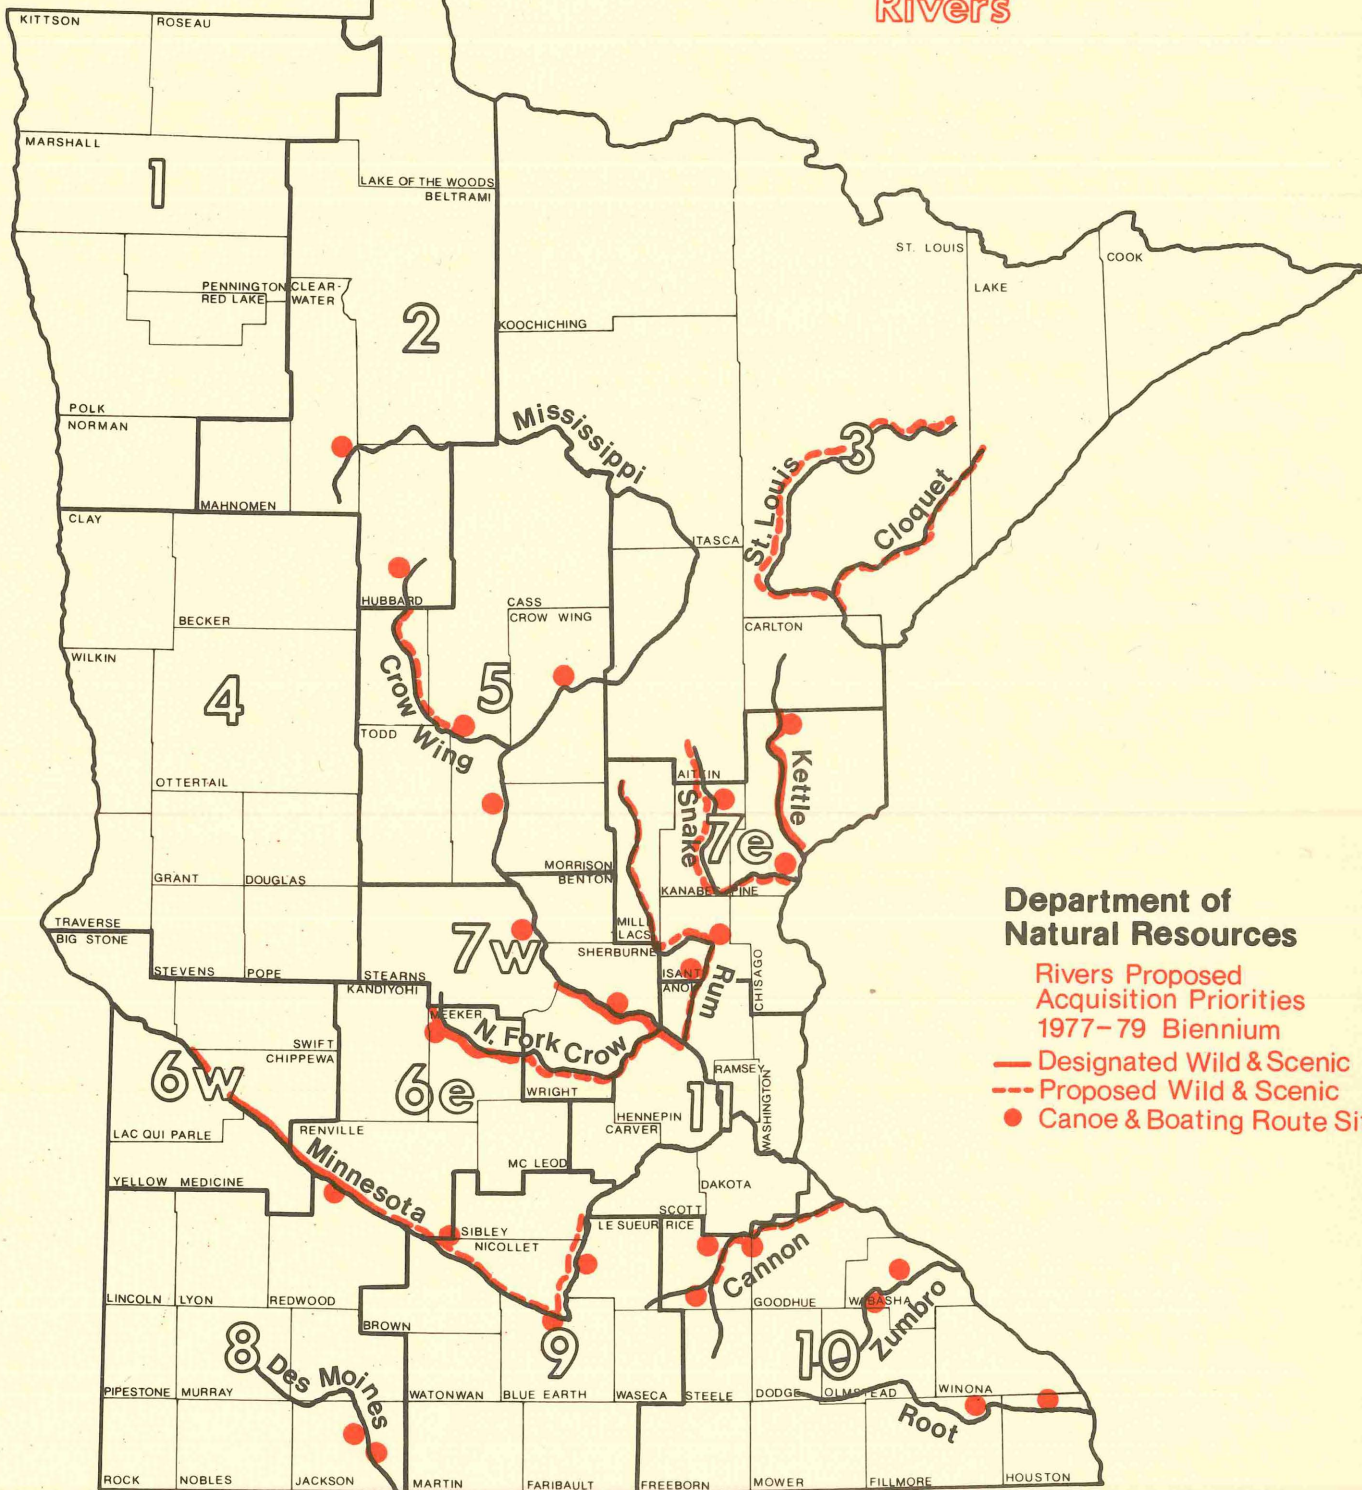 Rivers
KITTSON
ROSEAU
MARSHALL
1
LAKE OF THE WOODS
BELTRAMI
ST. LOUIS
COOK
LAKE
PENNINGTON
CLEAR-
RED LAKE
WATER
2
KOOCHICHING
POLK
NORMAN
Mississippi
3
St. Louis
Cloquet
MAHNOMEN
CLAY
ITASCA
HUBBARD
CASS
CROW WING
BECKER
CARLTON
WILKIN
4
Crow Wing
5
TODD
Kettle
AITKIN
OTTERTAIL
Snake
7e
MORRISON
BENTON
GRANT
DOUGLAS
KANABEC
PINE
TRAVERSE
BIG STONE
MILLE
LACS
7w
SHERBURNE
STEVENS
POPE
STEARNS
KANDIYOHI
ISANTI
ANOKA
Rum
CHISAGO
MEEKER
N. Fork Crow
SWIFT
CHIPPEWA
6w
6e
WRIGHT
RAMSEY
WASHINGTON
11
HENNEPIN
CARVER
LAC QUI PARLE
RENVILLE
MC LEOD
Minnesota
YELLOW MEDICINE
DAKOTA
SCOTT
SIBLEY
NICOLLET
LE SUEUR
RICE
Cannon
LINCOLN
LYON
REDWOOD
GOODHUE
WABASHA
Zumbro
BROWN
8
Des Moines
9
10
PIPESTONE
MURRAY
WATONWAN
BLUE EARTH
WASECA
STEELE
DODGE
OLMSTEAD
WINONA
Root
ROCK
NOBLES
JACKSON
MARTIN
FARIBAULT
FREEBORN
MOWER
FILLMORE
HOUSTON
Department of
Natural Resources
Rivers Proposed
Acquisition Priorities
1977-79 Biennium
Designated Wild & Scenic
Proposed Wild & Scenic
Canoe & Boating Route Si